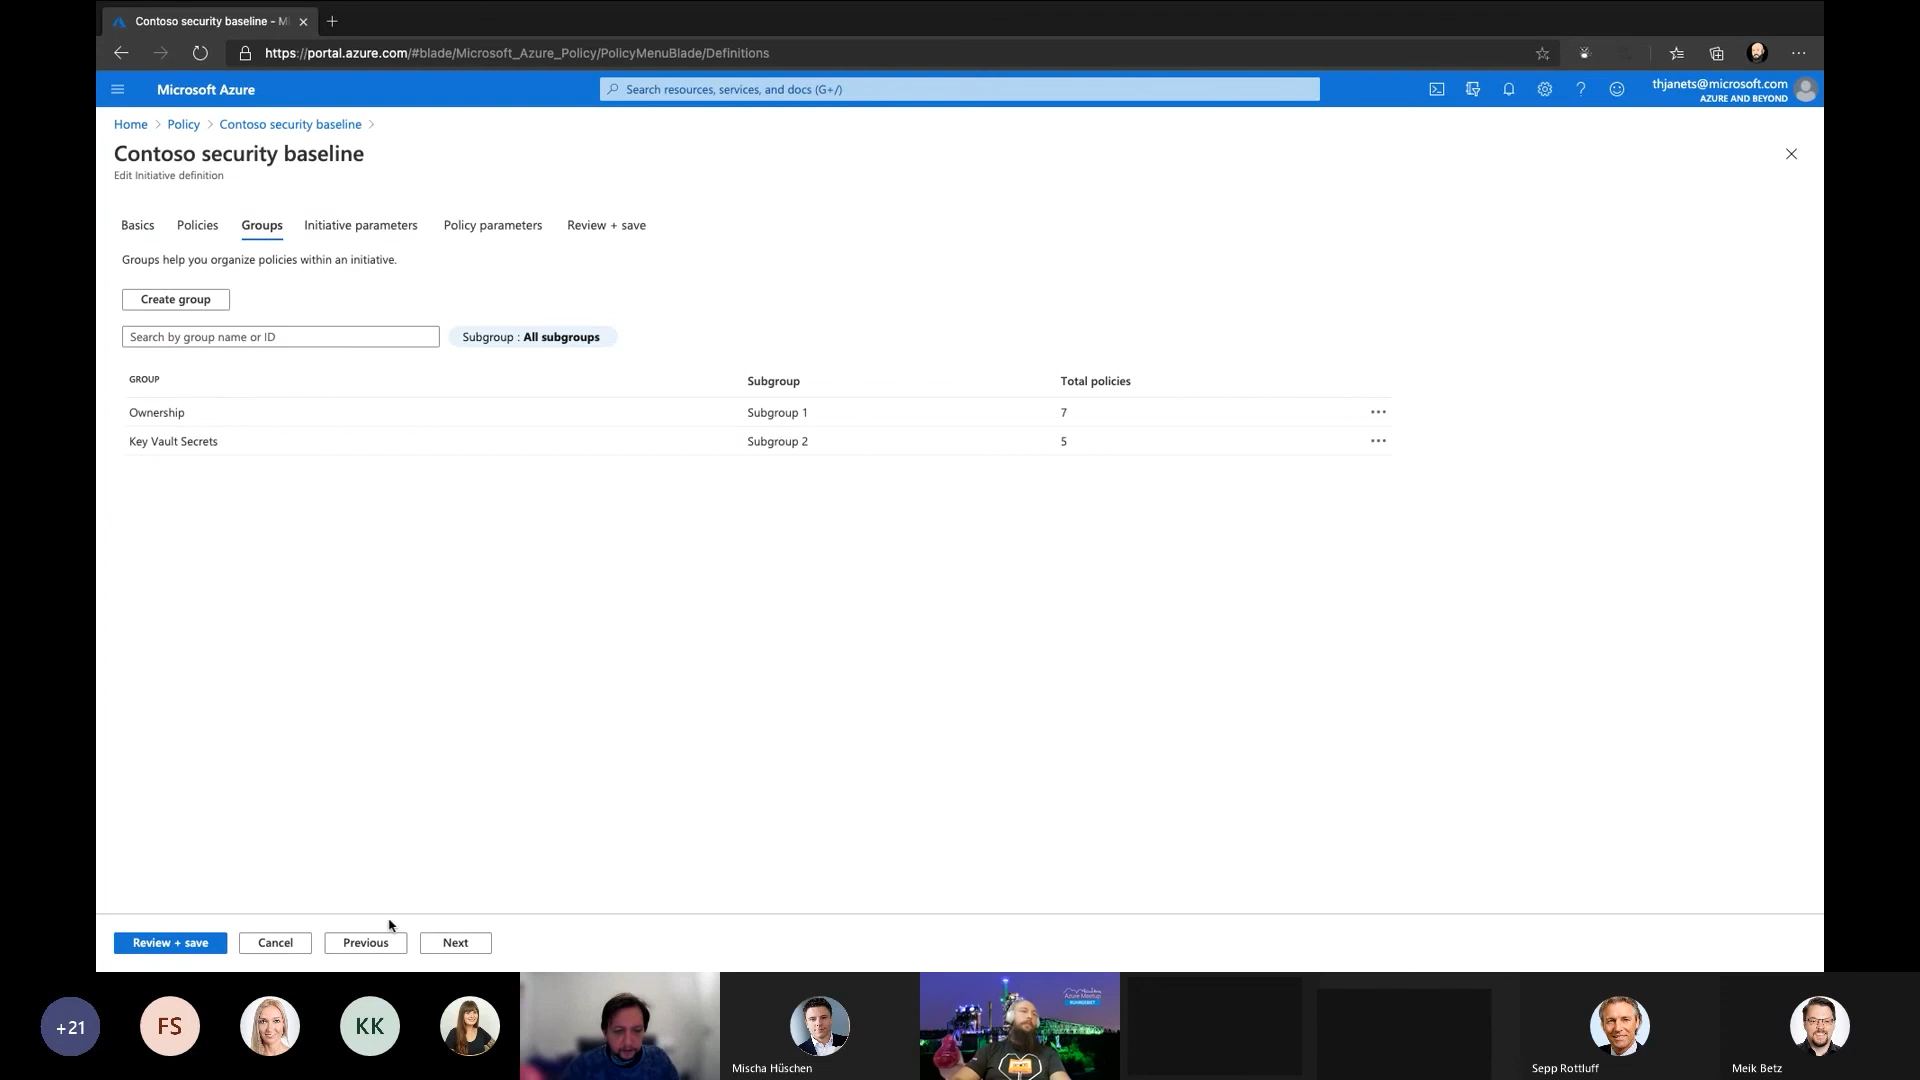 Contoso security baseline - M
https://portal.azure.com/#blade/Microsoft_Azure_Policy/PolicyMenuBlade/Definitions
Microsoft Azure
Search resources, services, and docs (G+/)
thjanets@microsoft.com
AZURE AND BEYOND
Home > Policy > Contoso security baseline >
Contoso security baseline
Edit Initiative definition
Basics Policies Groups Initiative parameters Policy parameters Review + save
Groups help you organize policies within an initiative.
Create group
Search by group name or ID
Subgroup : All subgroups
GROUP Subgroup Total policies
Ownership Subgroup 1 7
Key Vault Secrets Subgroup 2 5
Review + save Cancel Previous Next
+21
FS
KK
Mischa Hüschen
Azure Meetup
Sepp Rottluff
Meik Betz